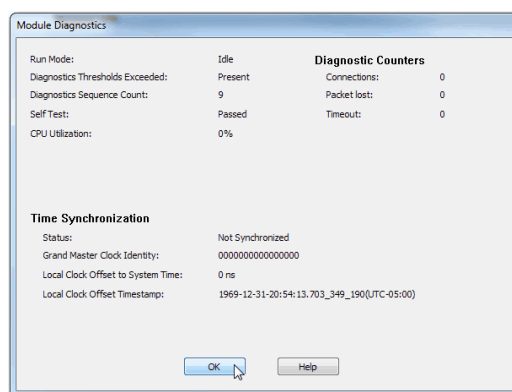 Module Diagnostics
Run Mode: Idle
Diagnostics Thresholds Exceeded: Present
Diagnostics Sequence Count: 9
Self Test: Passed
CPU Utilization: 0%
Diagnostic Counters
Connections: 0
Packet lost: 0
Timeout: 0
Time Synchronization
Status: Not Synchronized
Grand Master Clock Identity: 0000000000000000
Local Clock Offset to System Time: 0 ns
Local Clock Offset Timestamp: 1969-12-31-20:54:13.703_349_190(UTC-05:00)
OK
Help